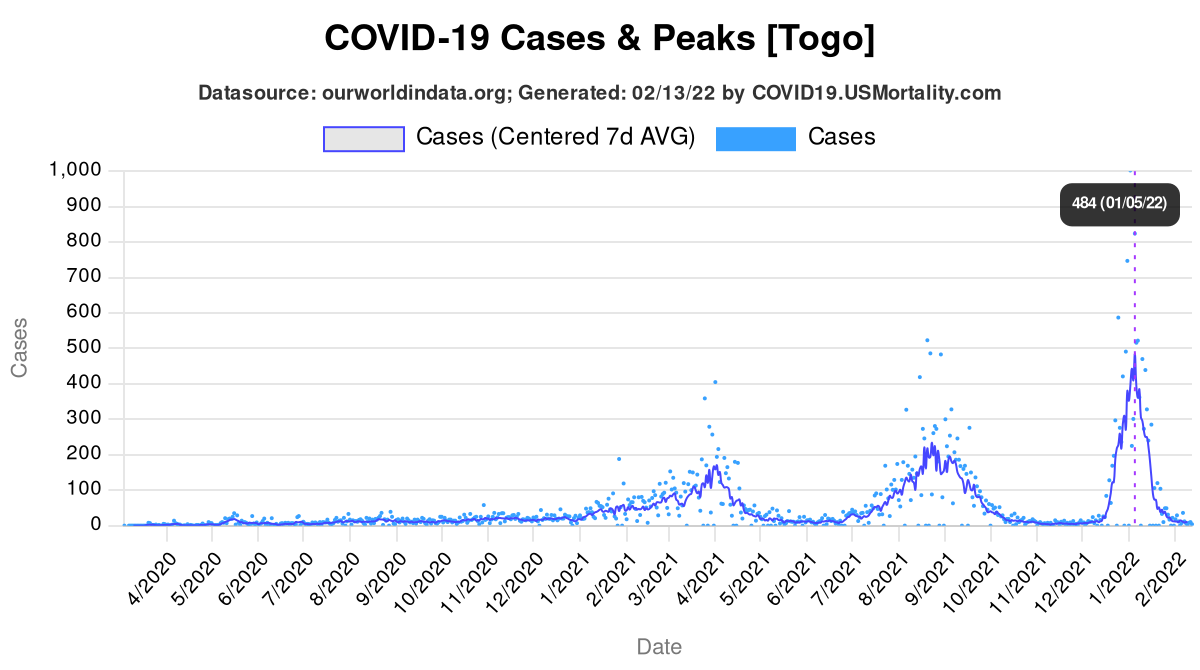 COVID-19 Cases & Peaks [Togo]
Datasource: ourworldindata.org; Generated: 02/13/22 by COVID19.USMortality.com
Cases (Centered 7d AVG) Cases
1,000
900
484 (01/05/22)
800
700
600
500
400
300
200
100
0
Cases
4/2020 5/2020 6/2020 7/2020 8/2020 9/2020 10/2020 11/2020 12/2020 1/2021 2/2021 3/2021 4/2021 5/2021 6/2021 7/2021 8/2021 9/2021 10/2021 11/2021 12/2021 1/2022 2/2022
Date